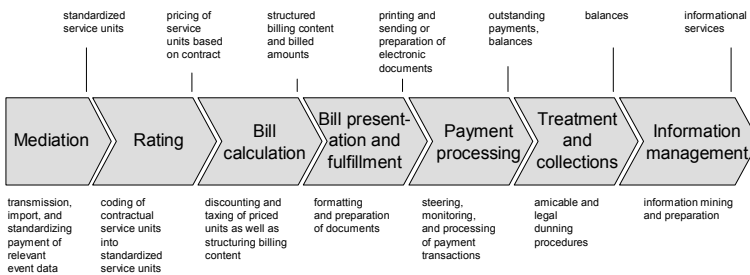 standardized
service units
pricing of
service
units based
on contract
structured
billing content
and billed
amounts
printing and
sending or
preparation of
electronic
documents
outstanding
payments,
balances
balances
informational
services
Mediation
Rating
Bill
calculation
Bill present-
ation and
fulfillment
Payment
processing
Treatment
and
collections
Information
management
transmission,
import, and
standardizing
payment of
relevant
event data
coding of
contractual
service units
into
standardized
service units
discounting and
taxing of priced
units as well as
structuring billing
content
formatting
and preparation
of documents
steering,
monitoring,
and processing
of payment
transactions
amicable and
legal
dunning
procedures
information mining
and preparation